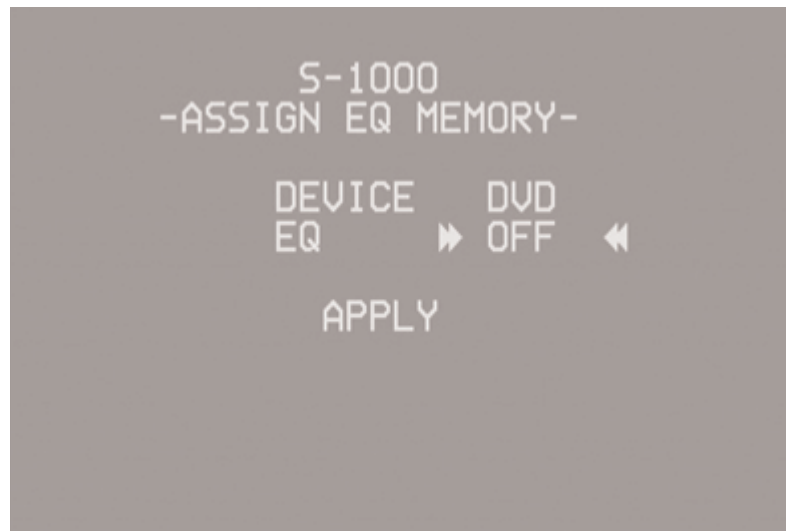 S-1000
-ASSIGN EQ MEMORY-
DEVICE DVD
EQ OFF
APPLY